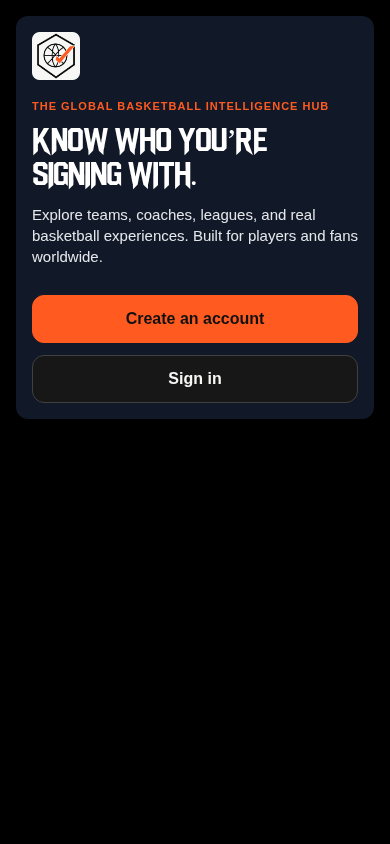 THE GLOBAL BASKETBALL INTELLIGENCE HUB
KNOW WHO YOU’RE
SIGNING WITH.
Explore teams, coaches, leagues, and real
basketball experiences. Built for players and fans
worldwide.
Create an account
Sign in